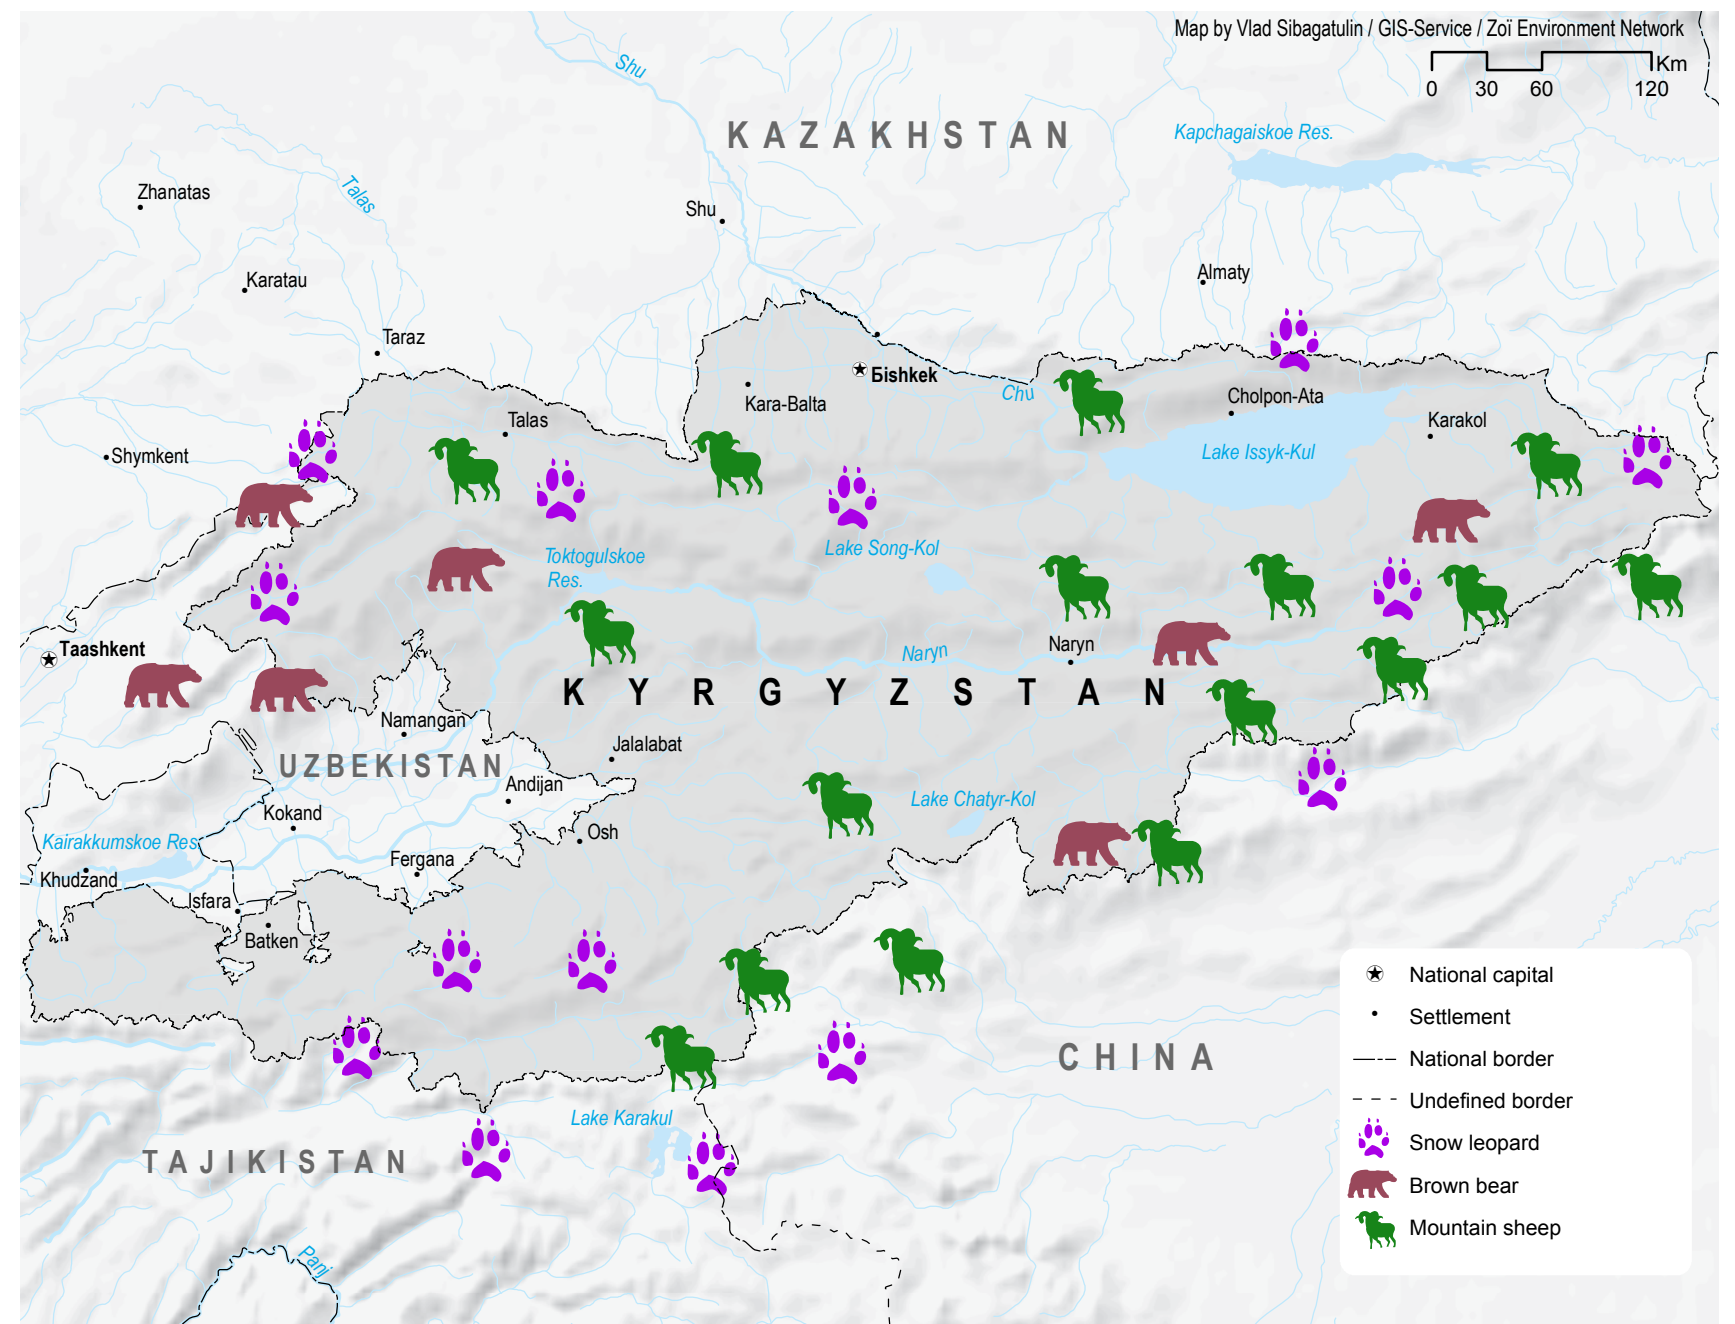 Map by Vlad Sibagatulin / GIS-Service / Zoï Environment Network
Km
0 30 60 120
Shu
KAZAKHSTAN
Kapchagaiskoe Res.
Talas
Zhanatas
Shu
Karatau
Almaty
Taraz
Бishkek
Chu
Cholpon-Ata
Kara-Balta
Talas
Karakol
Shymkent
Lake Issyk-Kul
Toktogulskoe
Res.
Lake Song-Kol
Taashkent
Naryn
Naryn
KYRGYZSTAN
Namangan
Jalalabat
UZBEKISTAN
Andijan
Lake Chatyr-Kol
Kokand
Osh
Kairakkumskoe Res
Fergana
Khudzand
Isfara
Batken
CHINA
Lake Karakul
TAJIKISTAN
Panj
National capital
Settlement
National border
Undefined border
Snow leopard
Brown bear
Mountain sheep